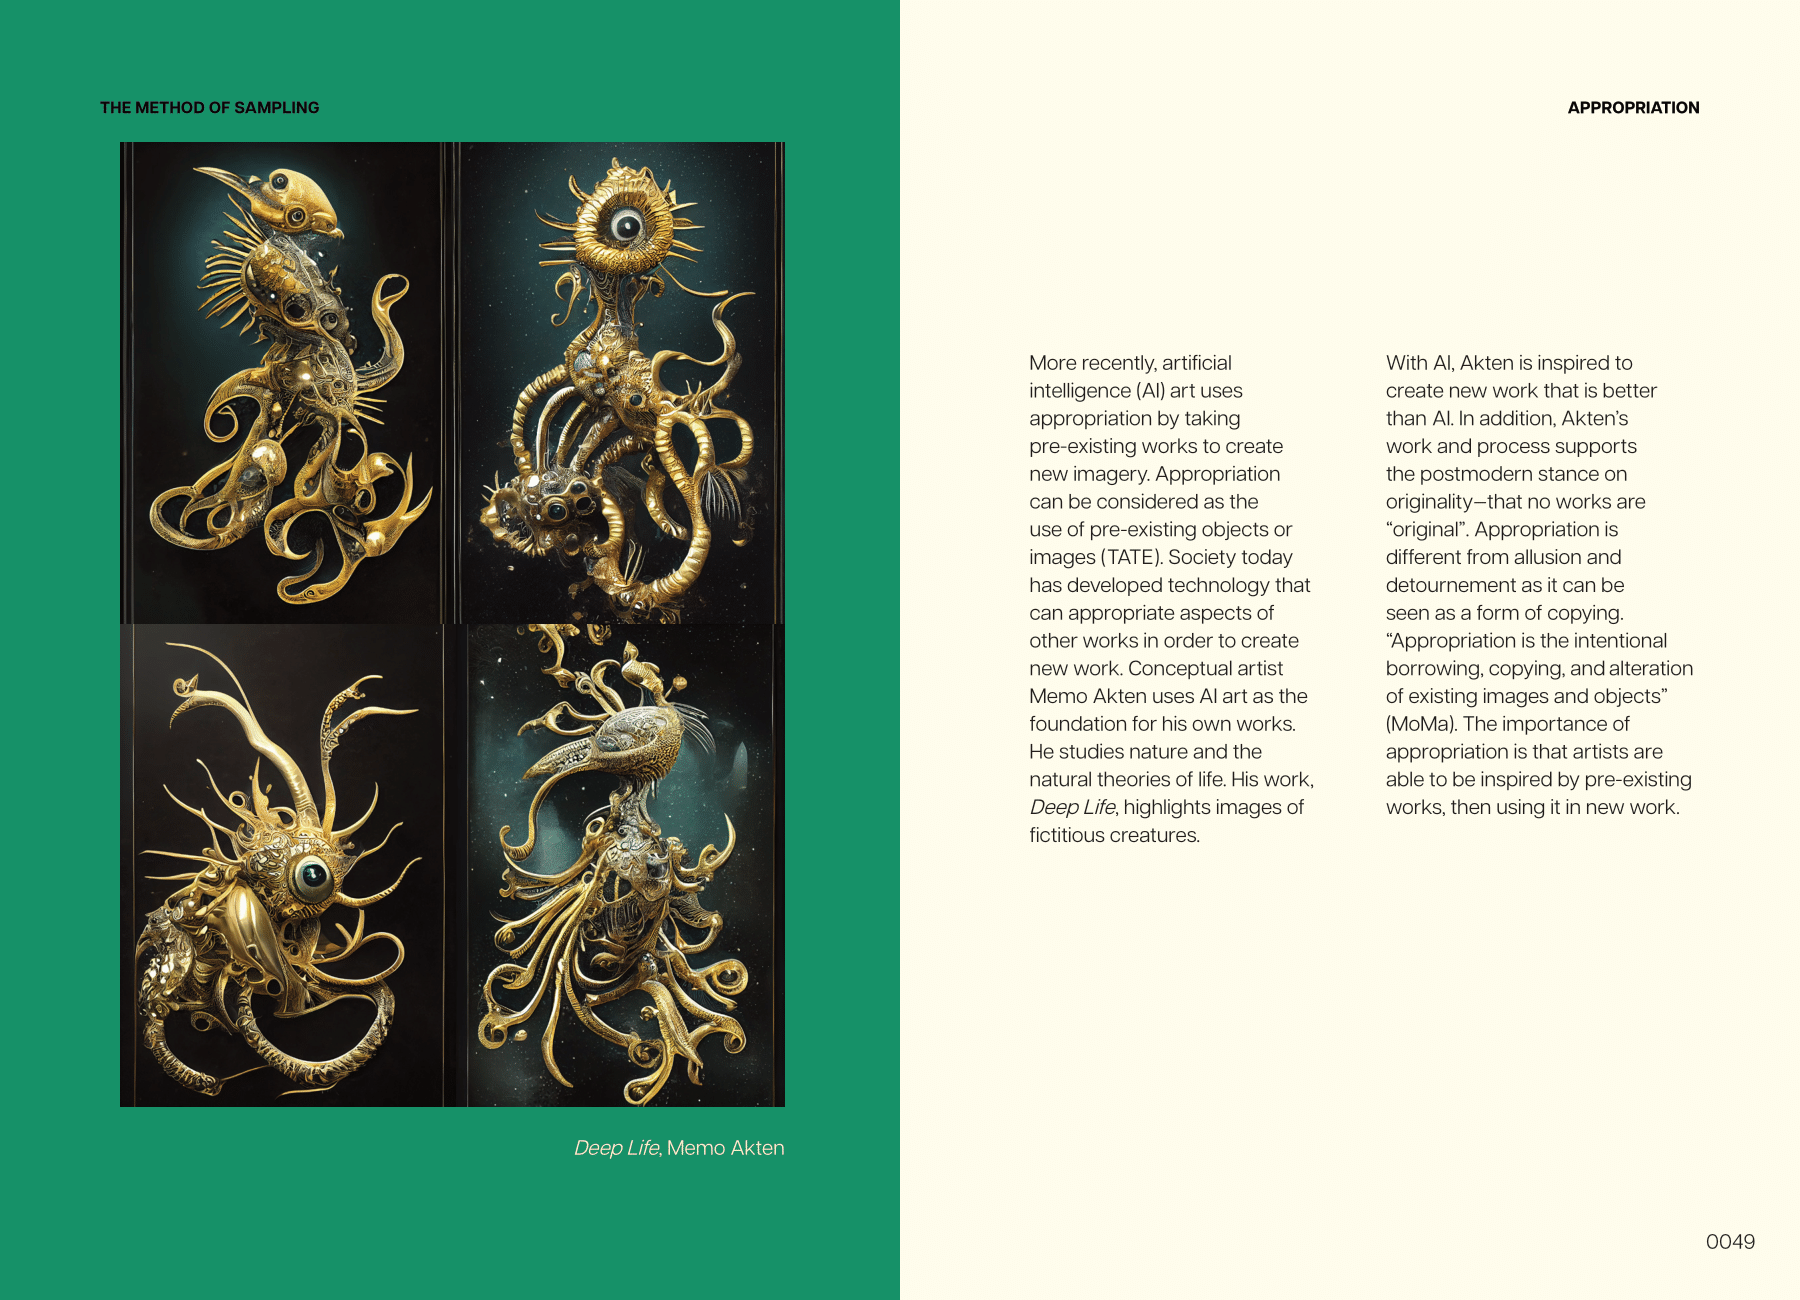 THE METHOD OF SAMPLING
Deep Life, Memo Akten
APPROPRIATION
More recently, artificial
intelligence (AI) art uses
appropriation by taking
pre-existing works to create
new imagery. Appropriation
can be considered as the
use of pre-existing objects or
images (TATE). Society today
has developed technology that
can appropriate aspects of
other works in order to create
new work. Conceptual artist
Memo Akten uses AI art as the
foundation for his own works.
He studies nature and the
natural theories of life. His work,
Deep Life, highlights images of
fictitious creatures.
With AI, Akten is inspired to
create new work that is better
than AI. In addition, Akten’s
work and process supports
the postmodern stance on
originality—that no works are
“original”. Appropriation is
different from allusion and
detournement as it can be
seen as a form of copying.
“Appropriation is the intentional
borrowing, copying, and alteration
of existing images and objects”
(MoMa). The importance of
appropriation is that artists are
able to be inspired by pre-existing
works, then using it in new work.
0049